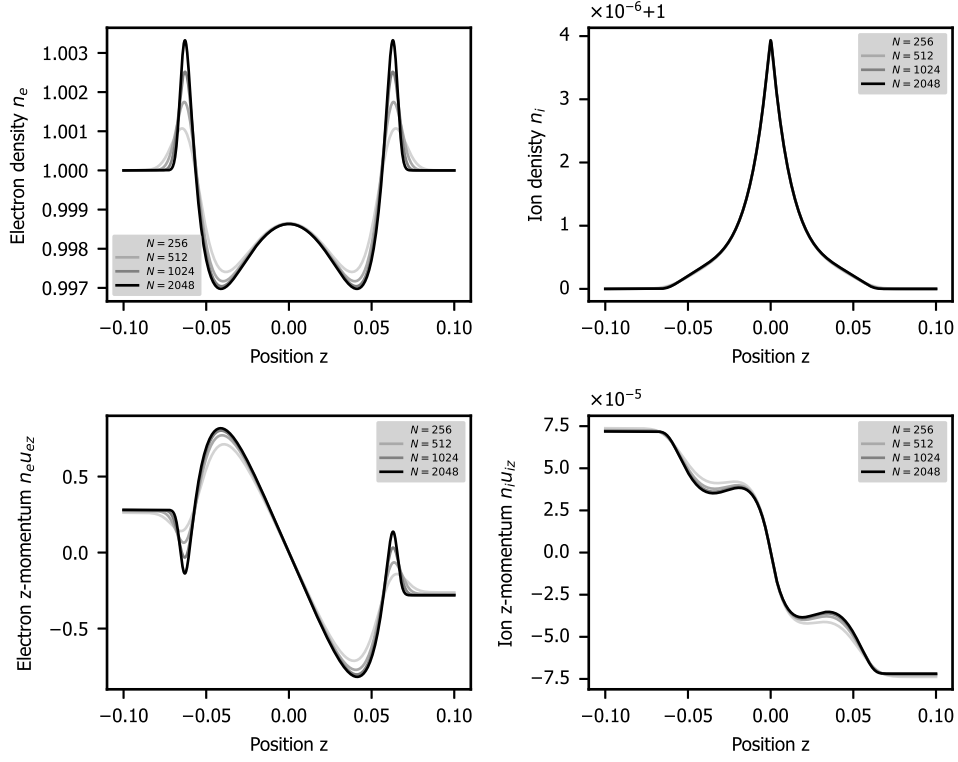 1.003
1.002
1.001
1.000
0.999
0.998
0.997
Electron density nₑ
N = 256
N = 512
N = 1024
N = 2048
−0.10 −0.05 0.00 0.05 0.10
Position z
×10⁻⁶+1
4
3
2
1
0
Ion denisty nᵢ
N = 256
N = 512
N = 1024
N = 2048
−0.10 −0.05 0.00 0.05 0.10
Position z
0.5
0.0
−0.5
Electron z-momentum nₑu_ez
N = 256
N = 512
N = 1024
N = 2048
−0.10 −0.05 0.00 0.05 0.10
Position z
×10⁻⁵
7.5
5.0
2.5
0.0
−2.5
−5.0
−7.5
Ion z-momentum nᵢu_iz
N = 256
N = 512
N = 1024
N = 2048
−0.10 −0.05 0.00 0.05 0.10
Position z